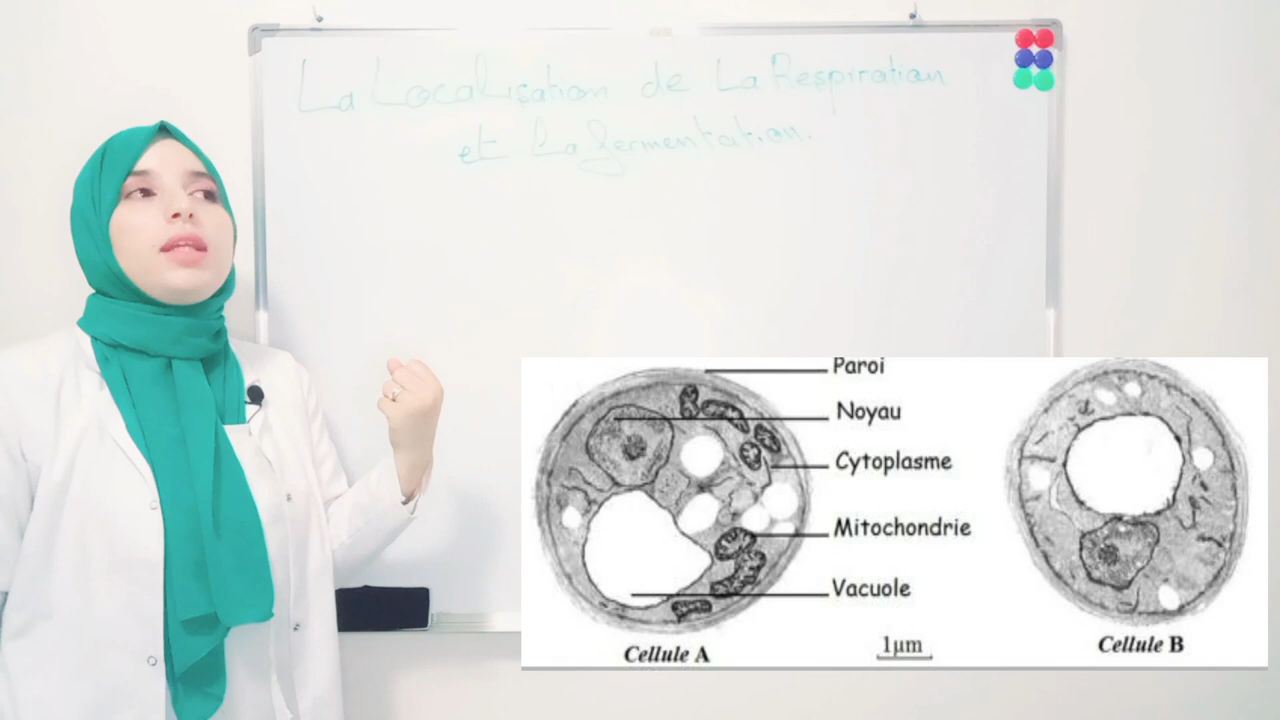 La Localisation de La Respiration
et La fermentation.
Paroi
Noyau
Cytoplasme
Mitochondrie
Vacuole
Cellule A
1µm
Cellule B